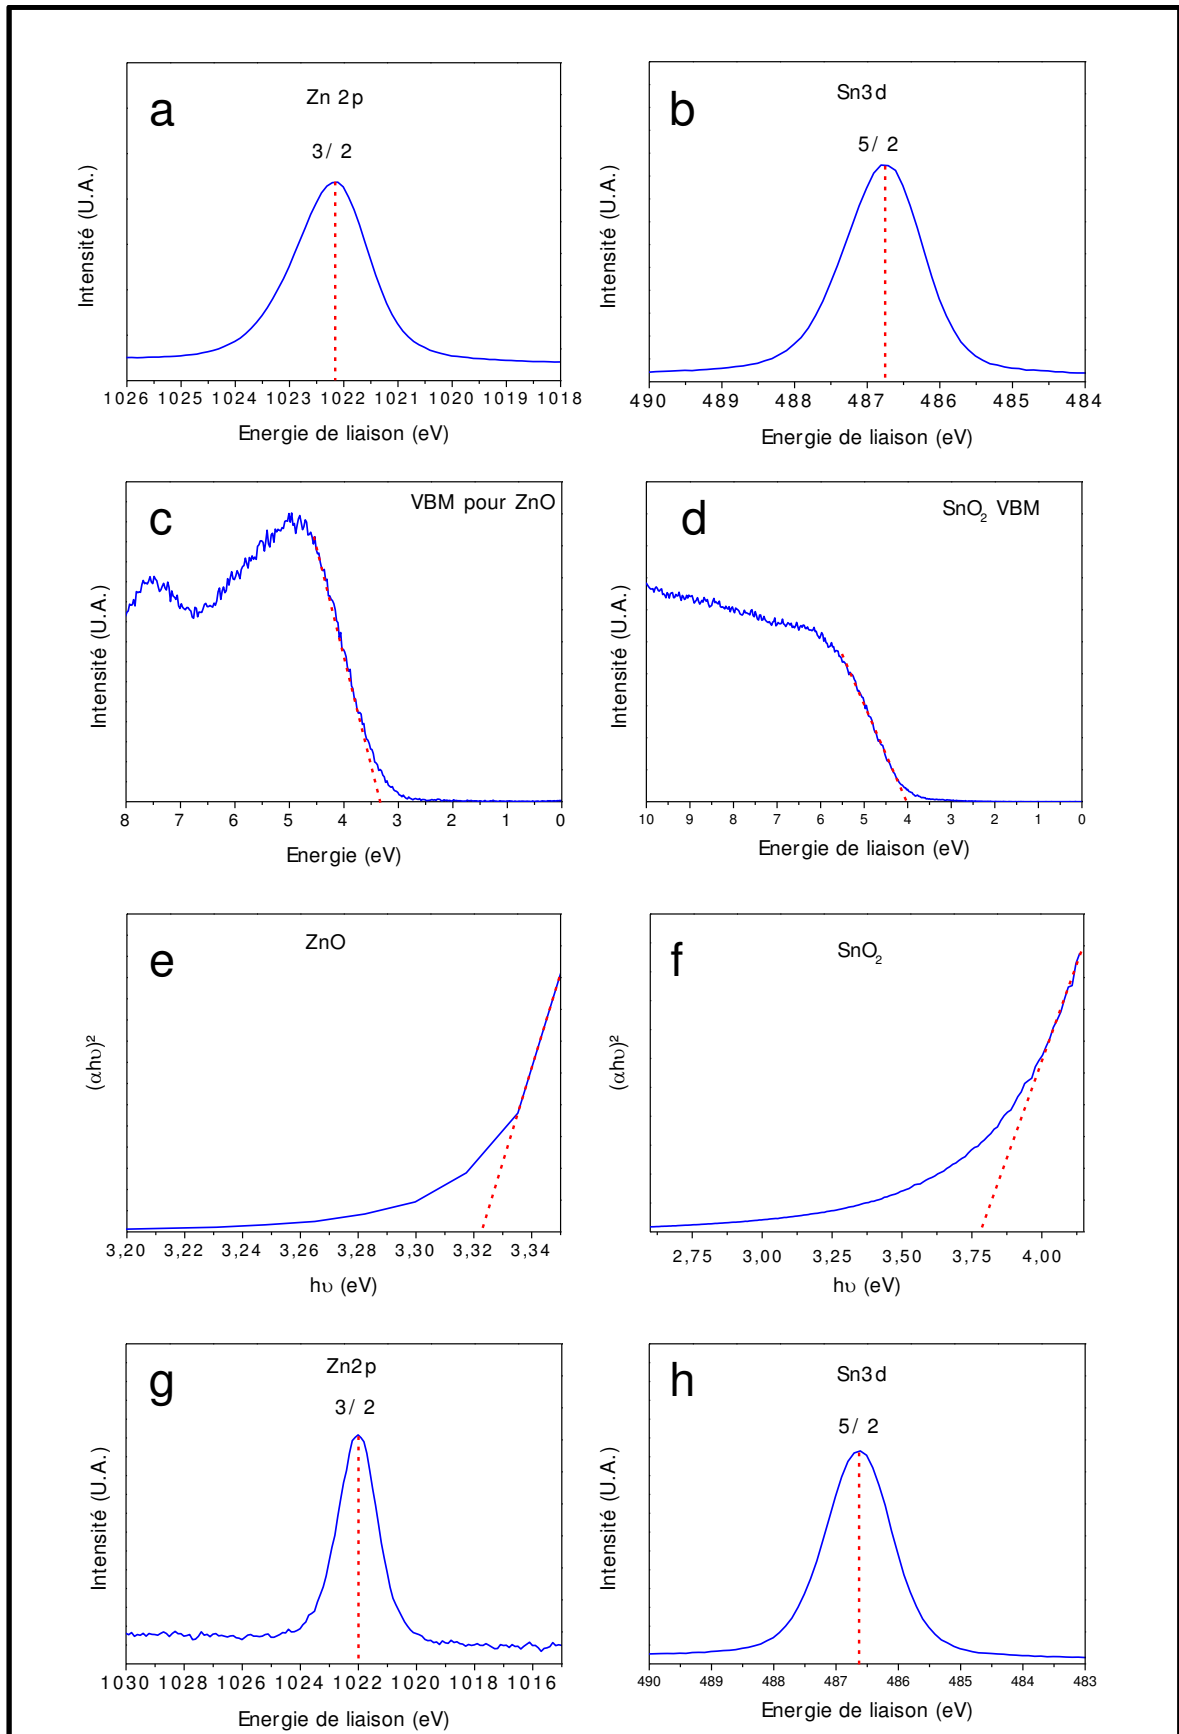 a
Zn 2p
3/ 2
Intensité (U.A.)
1026 1025 1024 1023 1022 1021 1020 1019 1018
Energie de liaison (eV)
b
Sn3d
5/ 2
Intensité (U.A.)
490 489 488 487 486 485 484
Energie de liaison (eV)
c
VBM pour ZnO
Intensité (U.A.)
8 7 6 5 4 3 2 1 0
Energie (eV)
d
SnO₂ VBM
Intensité (U.A.)
10 9 8 7 6 5 4 3 2 1 0
Energie de liaison (eV)
e
ZnO
(αhυ)²
3,20 3,22 3,24 3,26 3,28 3,30 3,32 3,34
hυ (eV)
f
SnO₂
(αhυ)²
2,75 3,00 3,25 3,50 3,75 4,00
hυ (eV)
g
Zn2p
3/ 2
Intensité (U.A.)
1030 1028 1026 1024 1022 1020 1018 1016
Energie de liaison (eV)
h
Sn3d
5/ 2
Intensité (U.A.)
490 489 488 487 486 485 484 483
Energie de liaison (eV)